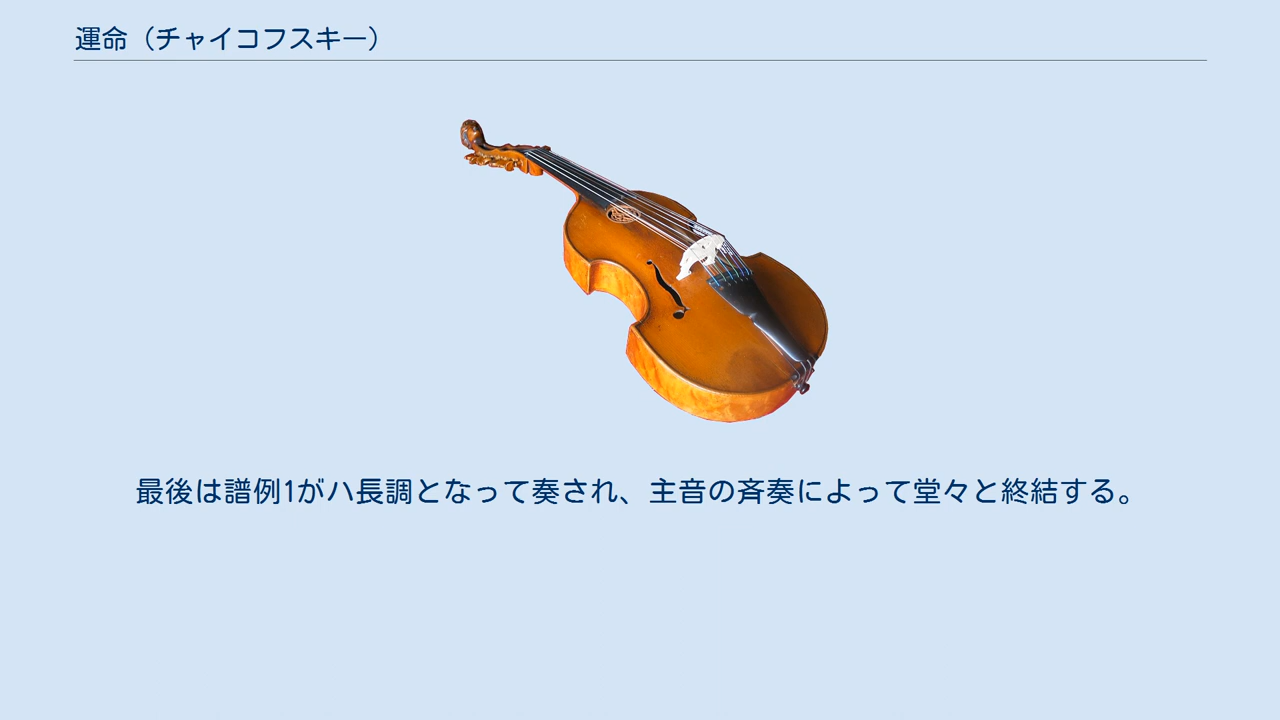 運命（チャイコフスキー）
最後は譜例1がハ長調となって奏され、主音の斉奏によって堂々と終結する。